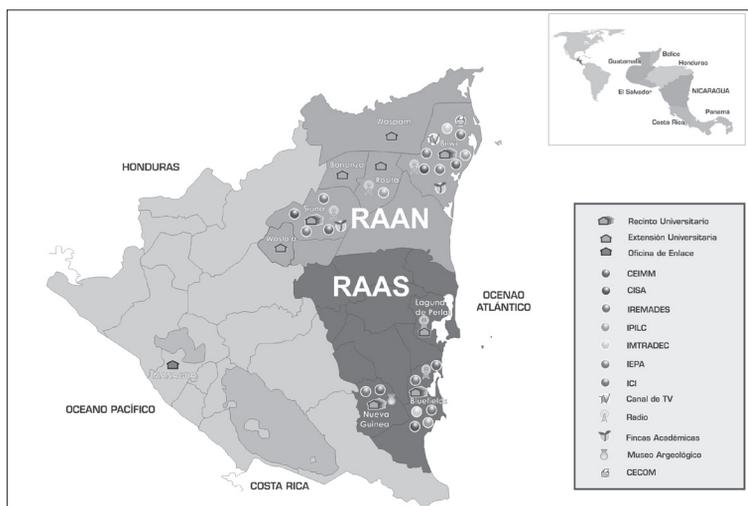 Belice
Guatemala
Honduras
NICARAGUA
El Salvador
Costa Rica
Panamá
HONDURAS
Waspam
Bilwi
Bonanza
Rosita
Siuna
RAAN
Waslala
RAAS
Laguna
de Perla
OCENAO
ATLÁNTICO
MANAGUA
OCEANO PACÍFICO
Nueva
Guinea
Bluefields
COSTA RICA
Recinto Universitario
Extensión Universitaria
Oficina de Enlace
CEIMM
CISA
IREMADES
IPILC
IMTRADEC
IEPA
ICI
Canal de TV
Radio
Fincas Académicas
Museo Argeológico
CECOM